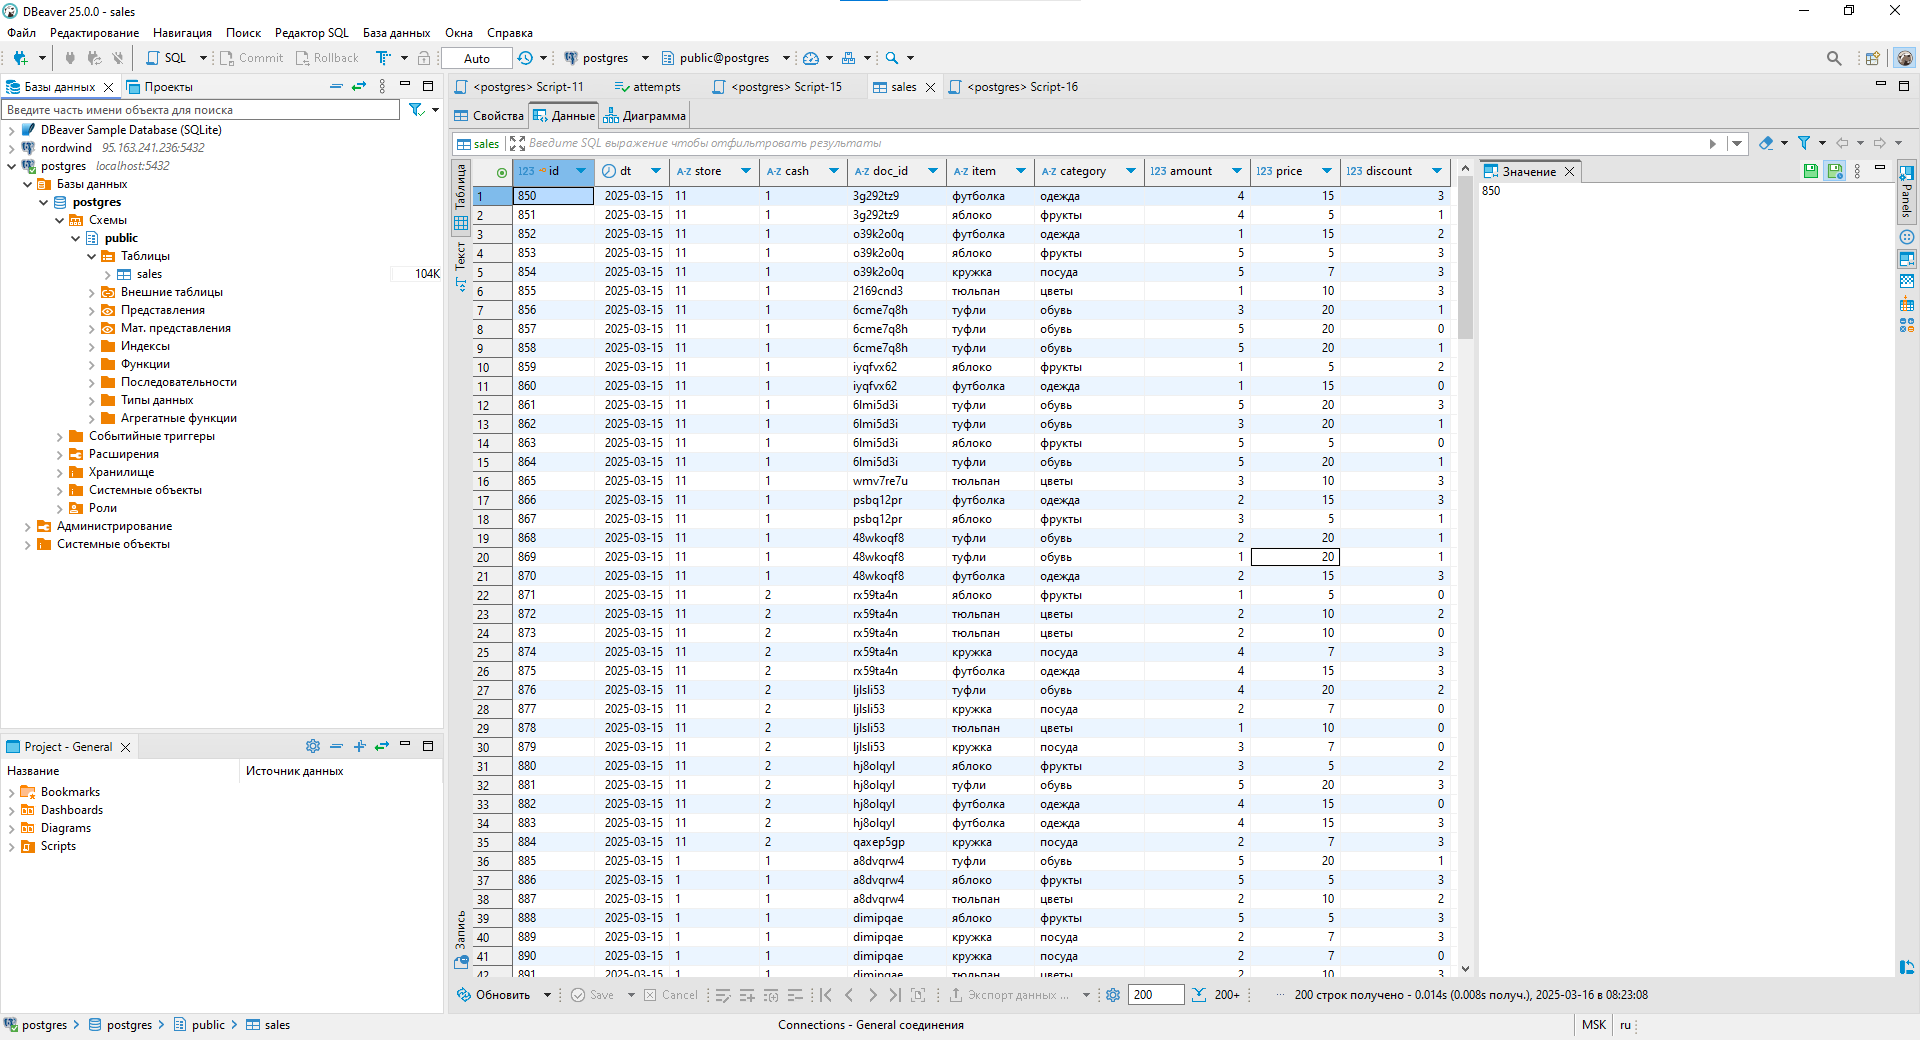 DBeaver 25.0.0 - sales
Файл Редактирование Навигация Поиск Редактор SQL База данных Окна Справка
SQL Commit Rollback Auto postgres public@postgres
Базы данных Проекты
<postgres> Script-11 attempts <postgres> Script-15 sales <postgres> Script-16
Введите часть имени объекта для поиска
DBeaver Sample Database (SQLite)
nordwind 95.163.241.236:5432
postgres localhost:5432
Базы данных
postgres
Схемы
public
Таблицы
sales 104K
Внешние таблицы
Представления
Мат. представления
Индексы
Функции
Последовательности
Типы данных
Агрегатные функции
Событийные триггеры
Расширения
Хранилище
Системные объекты
Роли
Администрирование
Системные объекты
Project - General
Название Источник данных
Bookmarks
Dashboards
Diagrams
Scripts
Свойства Данные Диаграмма
sales Введите SQL выражение чтобы отфильтровать результаты
Таблица
Текст
Запись
123 id dt A-Z store A-Z cash A-Z doc_id A-Z item A-Z category 123 amount 123 price 123 discount
1 850 2025-03-15 11 1 3g292tz9 футболка одежда 4 15 3
2 851 2025-03-15 11 1 3g292tz9 яблоко фрукты 4 5 1
3 852 2025-03-15 11 1 o39k2o0q футболка одежда 1 15 2
4 853 2025-03-15 11 1 o39k2o0q яблоко фрукты 5 5 3
5 854 2025-03-15 11 1 o39k2o0q кружка посуда 5 7 3
6 855 2025-03-15 11 1 2169cnd3 тюльпан цветы 1 10 3
7 856 2025-03-15 11 1 6cme7q8h туфли обувь 3 20 1
8 857 2025-03-15 11 1 6cme7q8h туфли обувь 5 20 0
9 858 2025-03-15 11 1 6cme7q8h туфли обувь 5 20 1
10 859 2025-03-15 11 1 iyqfvx62 яблоко фрукты 1 5 2
11 860 2025-03-15 11 1 iyqfvx62 футболка одежда 1 15 0
12 861 2025-03-15 11 1 6lmi5d3i туфли обувь 5 20 3
13 862 2025-03-15 11 1 6lmi5d3i туфли обувь 3 20 1
14 863 2025-03-15 11 1 6lmi5d3i яблоко фрукты 5 5 0
15 864 2025-03-15 11 1 6lmi5d3i туфли обувь 5 20 1
16 865 2025-03-15 11 1 wmv7re7u тюльпан цветы 3 10 3
17 866 2025-03-15 11 1 psbq12pr футболка одежда 2 15 3
18 867 2025-03-15 11 1 psbq12pr яблоко фрукты 3 5 1
19 868 2025-03-15 11 1 48wkoqf8 туфли обувь 2 20 1
20 869 2025-03-15 11 1 48wkoqf8 туфли обувь 1 20 1
21 870 2025-03-15 11 1 48wkoqf8 футболка одежда 2 15 3
22 871 2025-03-15 11 2 rx59ta4n яблоко фрукты 1 5 0
23 872 2025-03-15 11 2 rx59ta4n тюльпан цветы 2 10 2
24 873 2025-03-15 11 2 rx59ta4n тюльпан цветы 2 10 0
25 874 2025-03-15 11 2 rx59ta4n кружка посуда 4 7 3
26 875 2025-03-15 11 2 rx59ta4n футболка одежда 4 15 3
27 876 2025-03-15 11 2 ljlsli53 туфли обувь 4 20 2
28 877 2025-03-15 11 2 ljlsli53 кружка посуда 2 7 0
29 878 2025-03-15 11 2 ljlsli53 тюльпан цветы 1 10 0
30 879 2025-03-15 11 2 ljlsli53 кружка посуда 3 7 0
31 880 2025-03-15 11 2 hj8olqyl яблоко фрукты 3 5 2
32 881 2025-03-15 11 2 hj8olqyl туфли обувь 5 20 3
33 882 2025-03-15 11 2 hj8olqyl футболка одежда 4 15 0
34 883 2025-03-15 11 2 hj8olqyl футболка одежда 4 15 3
35 884 2025-03-15 11 2 qaxep5gp кружка посуда 2 7 3
36 885 2025-03-15 1 1 a8dvqrw4 туфли обувь 5 20 1
37 886 2025-03-15 1 1 a8dvqrw4 яблоко фрукты 5 5 3
38 887 2025-03-15 1 1 a8dvqrw4 тюльпан цветы 2 10 2
39 888 2025-03-15 1 1 dimipqae яблоко фрукты 5 5 3
40 889 2025-03-15 1 1 dimipqae кружка посуда 2 7 3
41 890 2025-03-15 1 1 dimipqae кружка посуда 2 7 0
42 891 2025-03-15 1 1 dimipqae тюльпан цветы 2 10 3
Значение
850
Panels
Обновить Save Cancel Экспорт данных ... 200 200+ 200 строк получено - 0.014s (0.008s получ.), 2025-03-16 в 08:23:08
postgres postgres public sales Connections - General соединения MSK ru